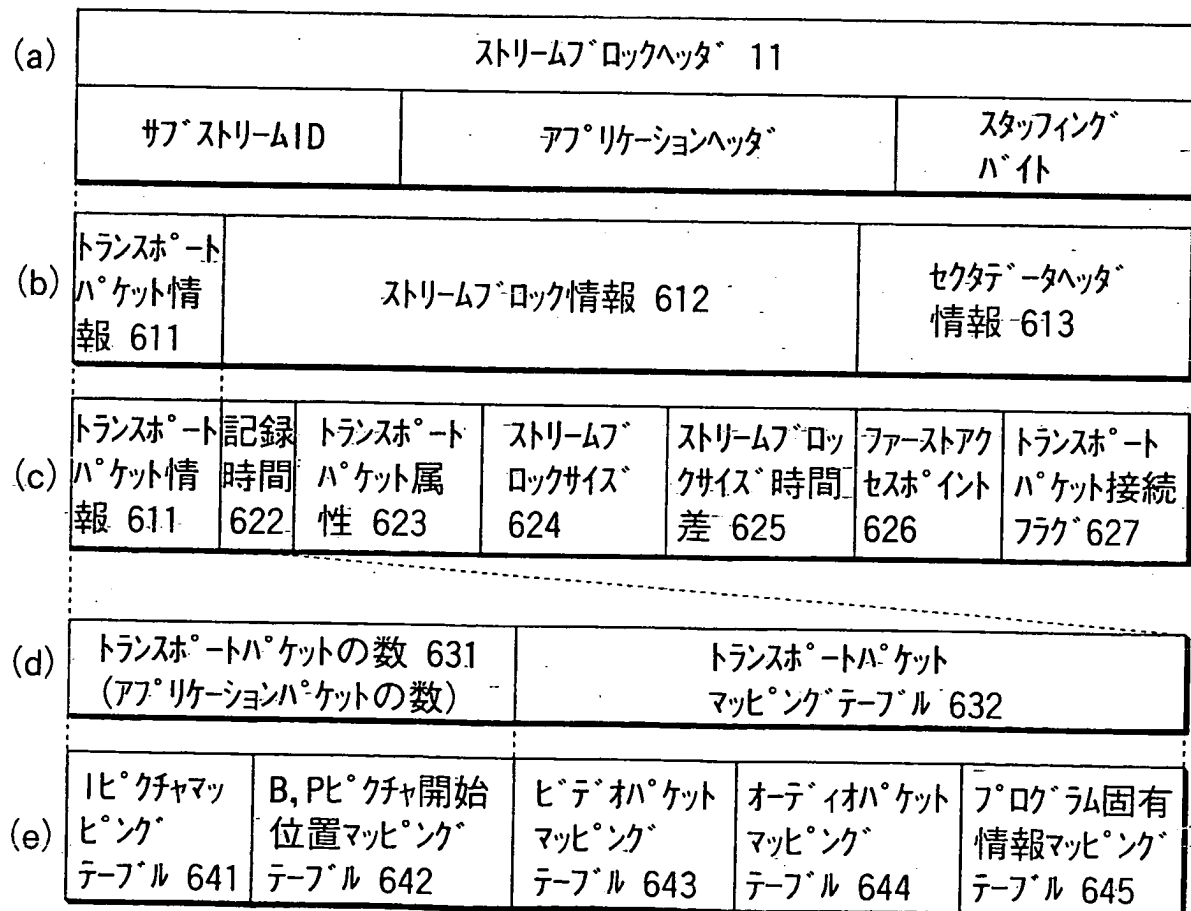 (a)
ストリームブロックヘッダ 11
サブストリームID
アプリケーションヘッダ
スタッフィング
バイト
(b)
トランスポート
パケット情
報 611
ストリームブロック情報 612
セクタデータヘッダ
情報 613
(c)
トランスポート
パケット情
報 611
記録
時間
622
トランスポート
パケット属
性 623
ストリームブ
ロックサイズ
624
ストリームブロッ
クサイズ時間
差 625
ファーストアク
セスポイント
626
トランスポート
パケット接続
フラグ 627
(d)
トランスポートパケットの数 631
(アプリケーションパケットの数)
トランスポートパケット
マッピングテーブル 632
(e)
Iピクチャマッ
ピング
テーブル 641
B,Pピクチャ開始
位置マッピング
テーブル 642
ビデオパケット
マッピング
テーブル 643
オーディオパケット
マッピング
テーブル 644
プログラム固有
情報マッピング
テーブル 645